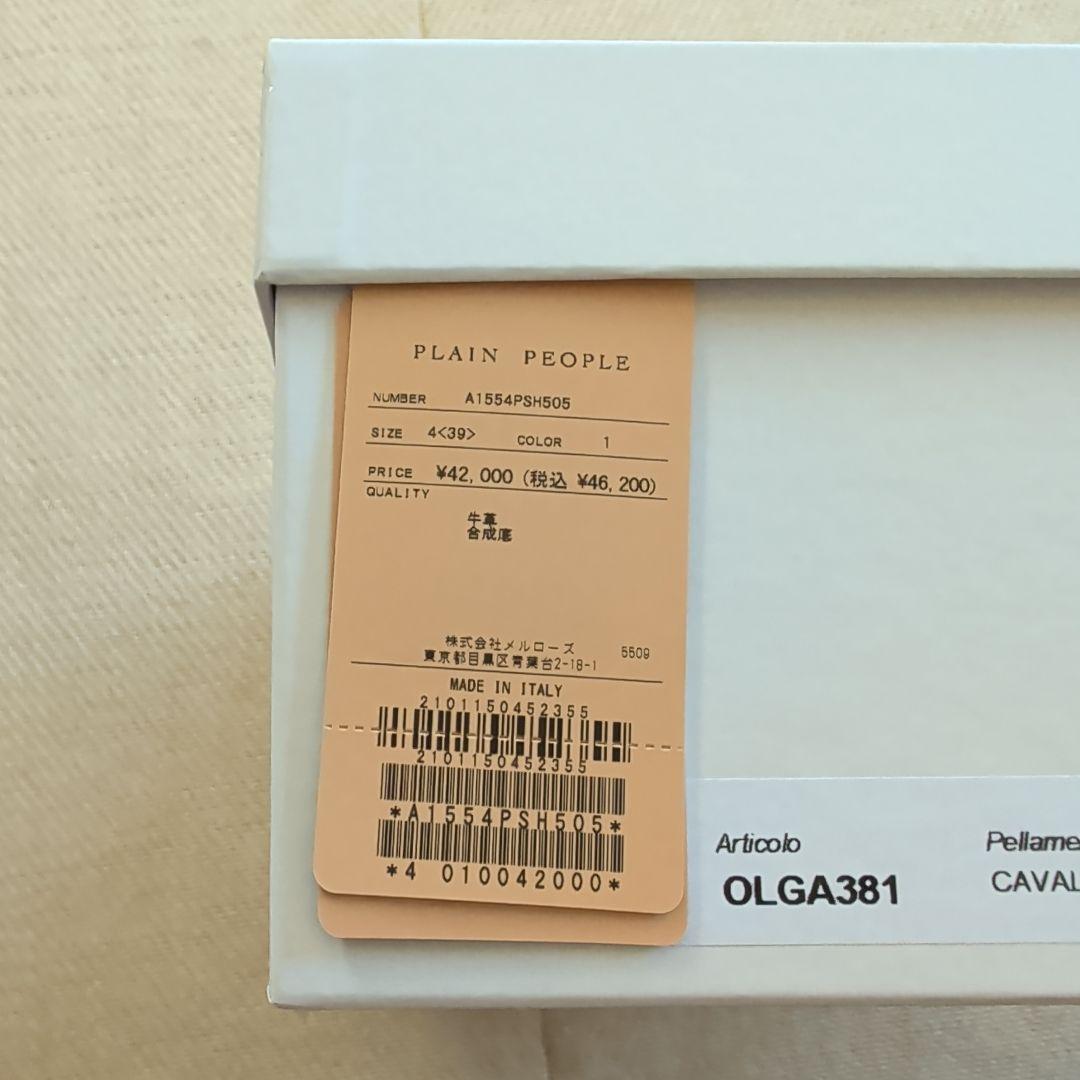 PLAIN PEOPLE
NUMBER A1554PSH505
SIZE 4<39> COLOR 1
PRICE ¥42,000 (税込 ¥46,200)
QUALITY
牛革
合成底
株式会社メルローズ 5509
東京都目黒区青葉台2-18-1
MADE IN ITALY
2101150452355
2101150452355
*A1554PSH505*
*4 010042000*
Articolo Pellame
OLGA381 CAVAL